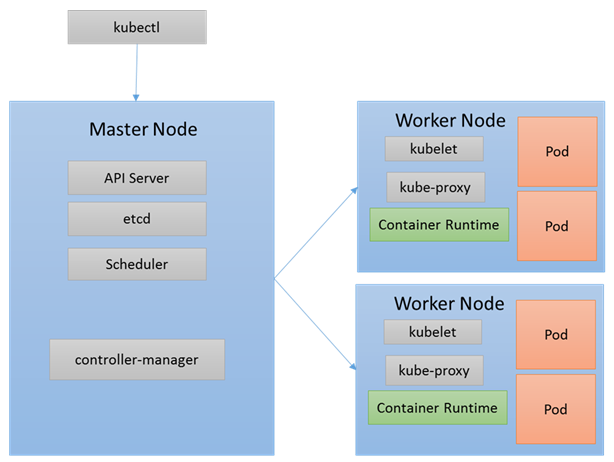 kubectl
Master Node
API Server
etcd
Scheduler
controller-manager
Worker Node
kubelet
kube-proxy
Container Runtime
Pod
Pod
Worker Node
kubelet
kube-proxy
Container Runtime
Pod
Pod